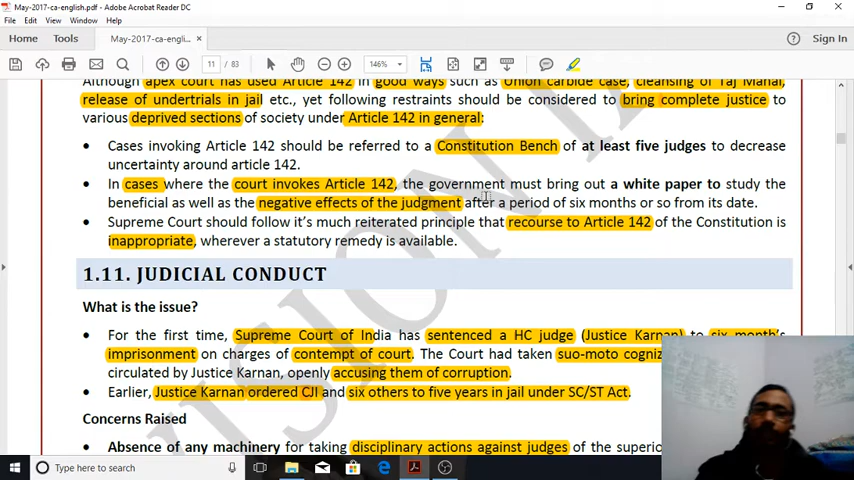 May-2017-ca-english.pdf - Adobe Acrobat Reader DC
File Edit View Window Help
Home Tools May-2017-ca-engli... × Sign In
11 / 83 146%
Although apex court has used Article 142 in good ways such as Union carbide case, cleansing of Taj Mahal,
release of undertrials in jail etc., yet following restraints should be considered to bring complete justice to
various deprived sections of society under Article 142 in general:
• Cases invoking Article 142 should be referred to a Constitution Bench of at least five judges to decrease
uncertainty around article 142.
• In cases where the court invokes Article 142, the government must bring out a white paper to study the
beneficial as well as the negative effects of the judgment after a period of six months or so from its date.
• Supreme Court should follow it's much reiterated principle that recourse to Article 142 of the Constitution is
inappropriate, wherever a statutory remedy is available.
1.11. JUDICIAL CONDUCT
What is the issue?
• For the first time, Supreme Court of India has sentenced a HC judge (Justice Karnan) to six month's
imprisonment on charges of contempt of court. The Court had taken suo-moto
circulated by Justice Karnan, openly accusing them of corruption.
• Earlier, Justice Karnan ordered CJI and six others to five years in jail under SC/ST Act.
Concerns Raised
• Absence of any machinery for taking disciplinary actions against judges of the
VISION
Type here to search